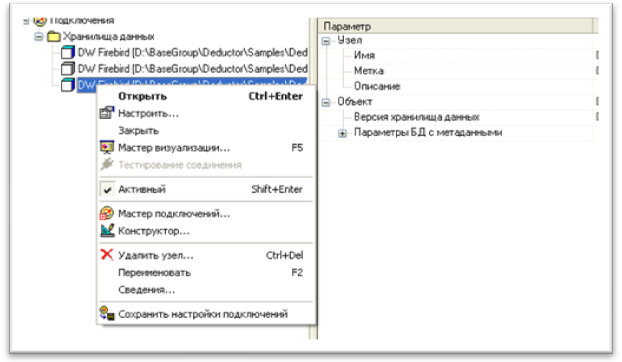 Подключения
Хранилища данных
DW Firebird [D:\BaseGroup\Deductor\Samples\Ded
DW Firebird [D:\BaseGroup\Deductor\Samples\Ded
DW Firebird [D:\BaseGroup\Deductor\Samples\Ded
Открыть Ctrl+Enter
Настроить...
Закрыть
Мастер визуализации... F5
Тестирование соединения
Активный Shift+Enter
Мастер подключений...
Конструктор...
Удалить узел... Ctrl+Del
Переименовать F2
Сведения...
Сохранить настройки подключений
Параметр
Узел
Имя
Метка
Описание
Объект
Версия хранилища данных
Параметры БД с метаданными